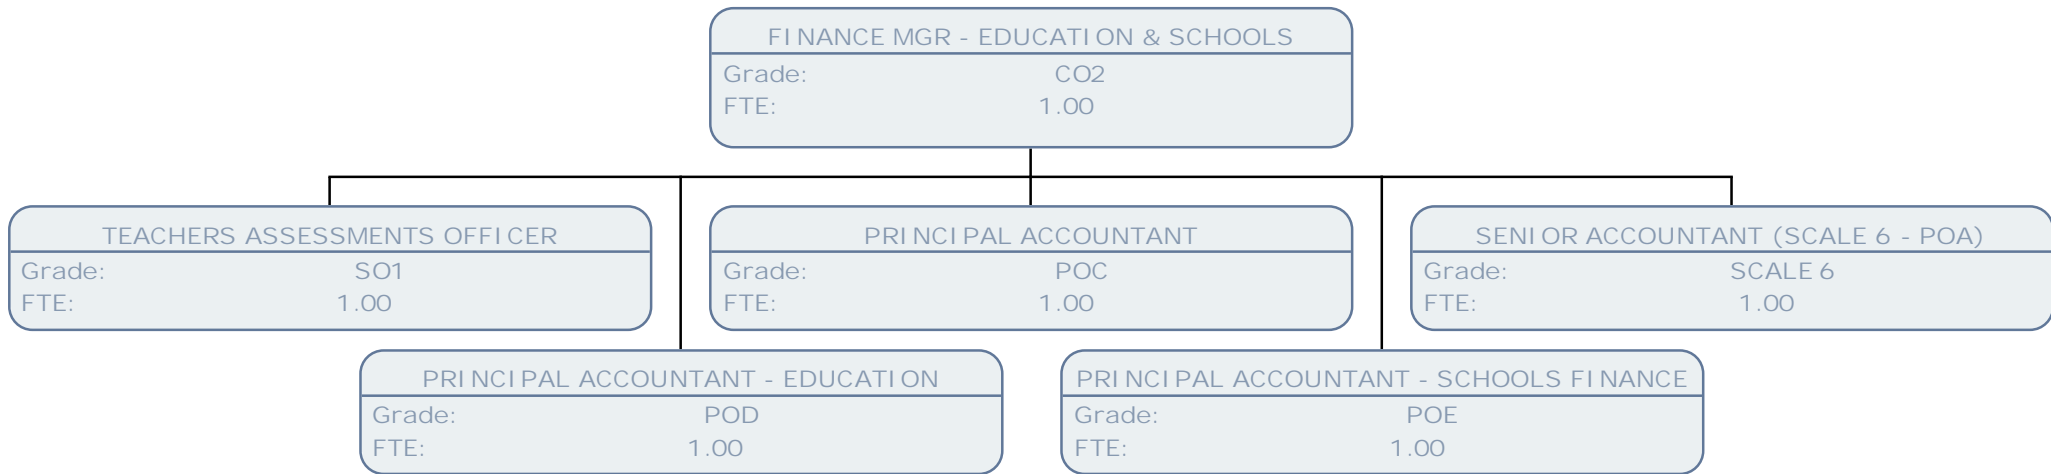 FINANCE MGR - EDUCATION & SCHOOLS
Grade: CO2
FTE: 1.00
TEACHERS ASSESSMENTS OFFICER
Grade: SO1
FTE: 1.00
PRINCIPAL ACCOUNTANT
Grade: POC
FTE: 1.00
SENIOR ACCOUNTANT (SCALE 6 - POA)
Grade: SCALE 6
FTE: 1.00
PRINCIPAL ACCOUNTANT - EDUCATION
Grade: POD
FTE: 1.00
PRINCIPAL ACCOUNTANT - SCHOOLS FINANCE
Grade: POE
FTE: 1.00